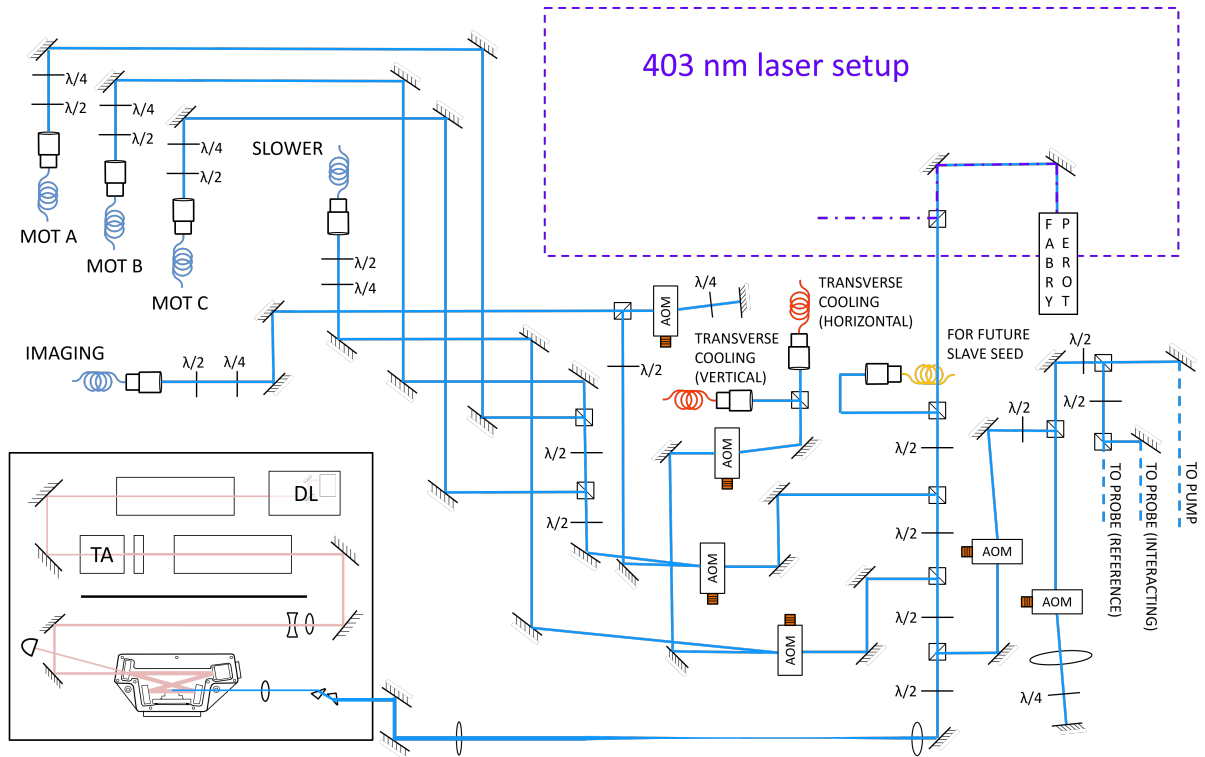 403 nm laser setup
λ/4
λ/2
λ/4
λ/2
λ/4
λ/2
SLOWER
MOT A
MOT B
MOT C
λ/2
λ/4
FABRY
PEROT
AOM
λ/4
TRANSVERSE
COOLING
(HORIZONTAL)
TRANSVERSE
COOLING
(VERTICAL)
FOR FUTURE
SLAVE SEED
IMAGING
λ/2
λ/4
λ/2
λ/2
λ/2
λ/2
AOM
λ/2
λ/2
λ/2
DL
TA
λ/2
AOM
AOM
TO PROBE (REFERENCE)
TO PROBE (INTERACTING)
TO PUMP
AOM
AOM
λ/2
AOM
λ/2
λ/4